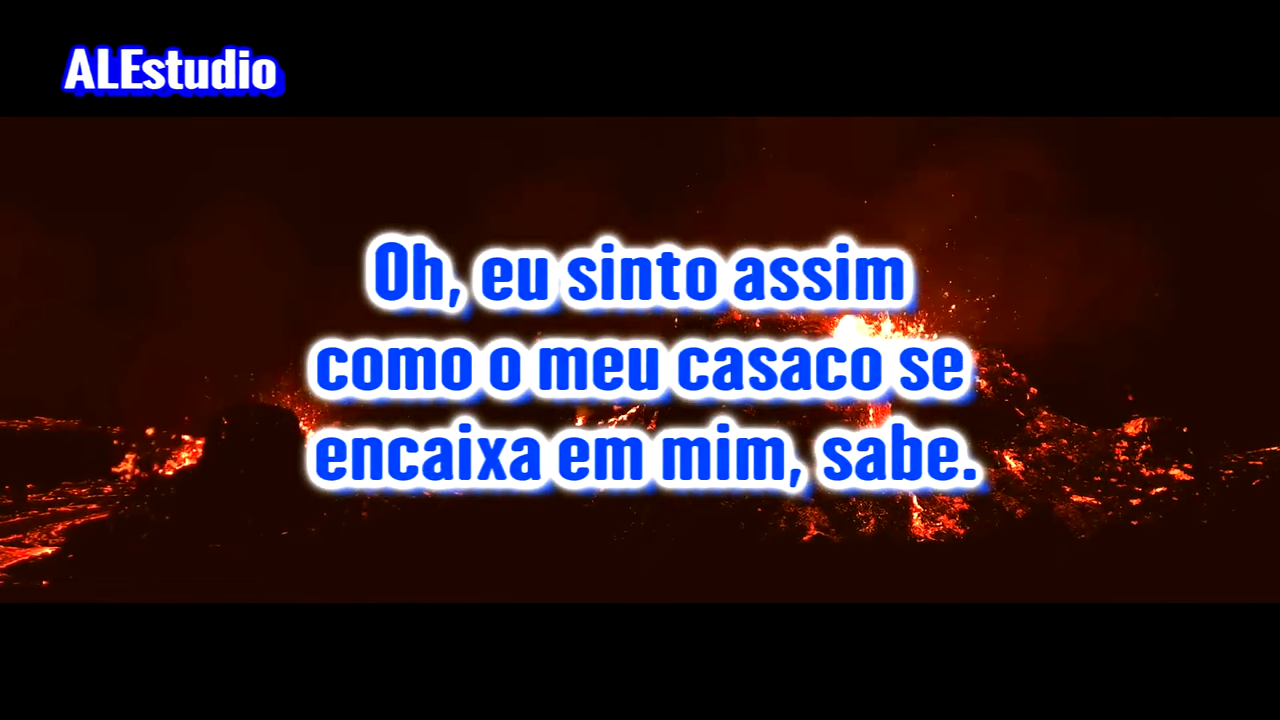 ALEstudio
Oh, eu sinto assim
como o meu casaco se
encaixa em mim, sabe.